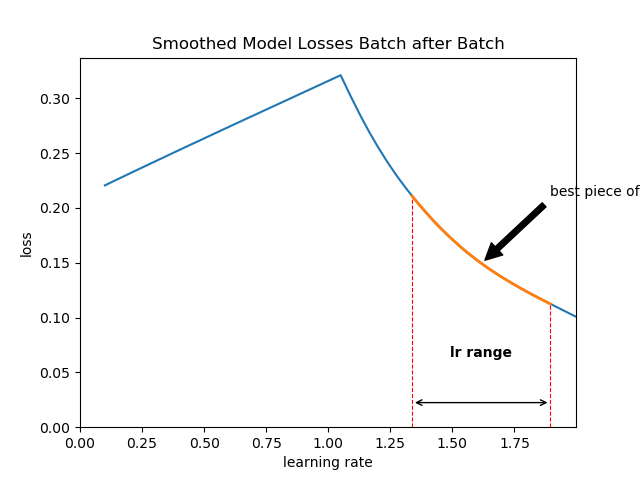 Smoothed Model Losses Batch after Batch
0.30
0.25
best piece of
0.20
loss
0.15
0.10
lr range
0.05
0.00
0.00 0.25 0.50 0.75 1.00 1.25 1.50 1.75
learning rate